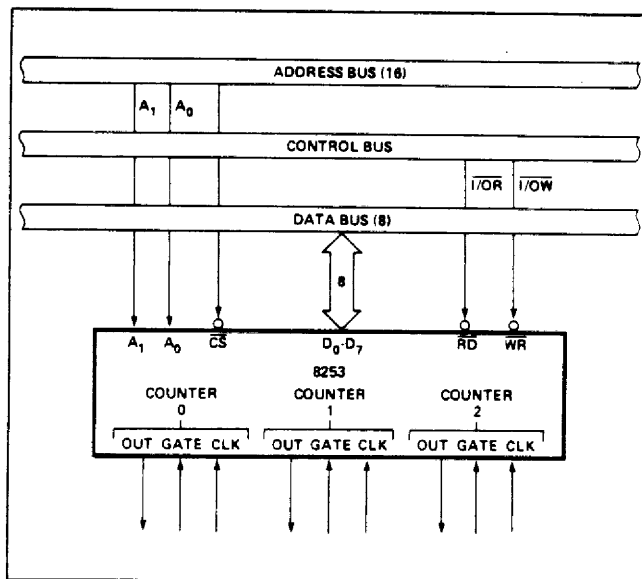 ADDRESS BUS (16)
A1 A0
CONTROL BUS
I/OR I/OW
DATA BUS (8)
8
A1 A0 CS D0-D7 RD WR
8253
COUNTER COUNTER COUNTER
0 1 2
OUT GATE CLK OUT GATE CLK OUT GATE CLK